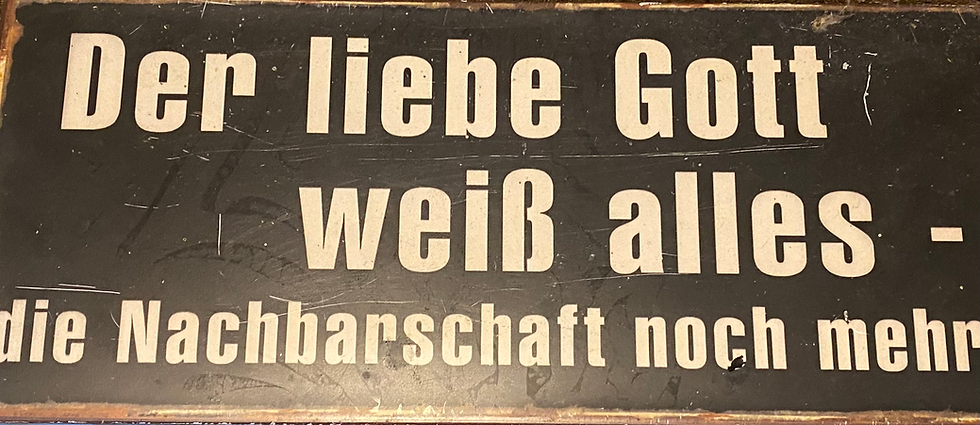 Der liebe Gott
weiß alles -
die Nachbarschaft noch mehr